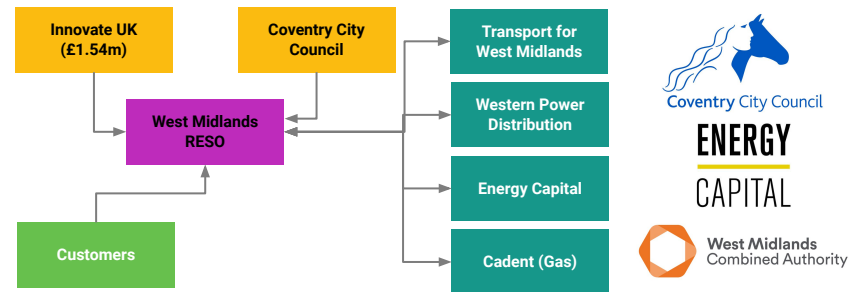 Innovate UK
(£1.54m)
Coventry City
Council
Transport for
West Midlands
West Midlands
RESO
Western Power
Distribution
Energy Capital
Customers
Cadent (Gas)
Coventry City Council
ENERGY
CAPITAL
West Midlands
Combined Authority